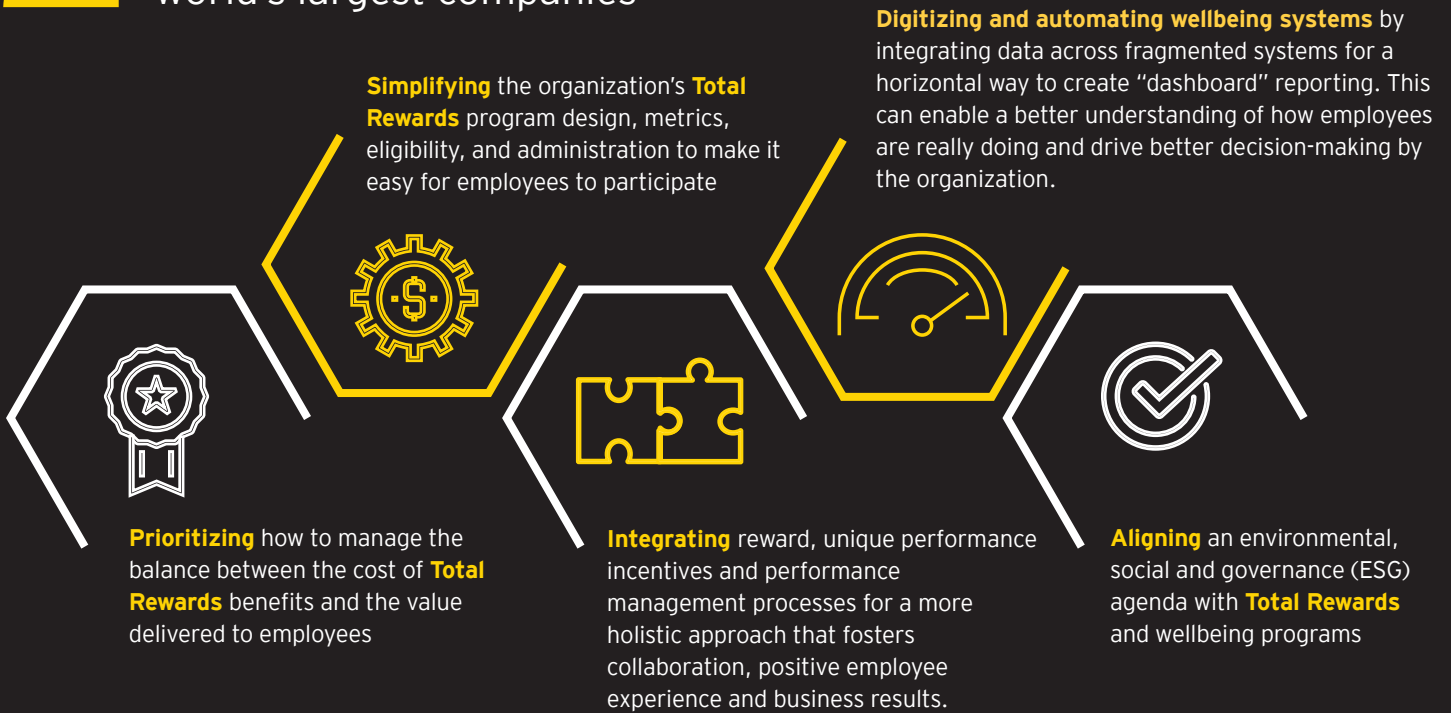 world's largest companies
Digitizing and automating wellbeing systems by
integrating data across fragmented systems for a
horizontal way to create “dashboard” reporting. This
can enable a better understanding of how employees
are really doing and drive better decision-making by
the organization.
Simplifying the organization's Total
Rewards program design, metrics,
eligibility, and administration to make it
easy for employees to participate
$
Prioritizing how to manage the
balance between the cost of Total
Rewards benefits and the value
delivered to employees
Integrating reward, unique performance
incentives and performance
management processes for a more
holistic approach that fosters
collaboration, positive employee
experience and business results.
Aligning an environmental,
social and governance (ESG)
agenda with Total Rewards
and wellbeing programs